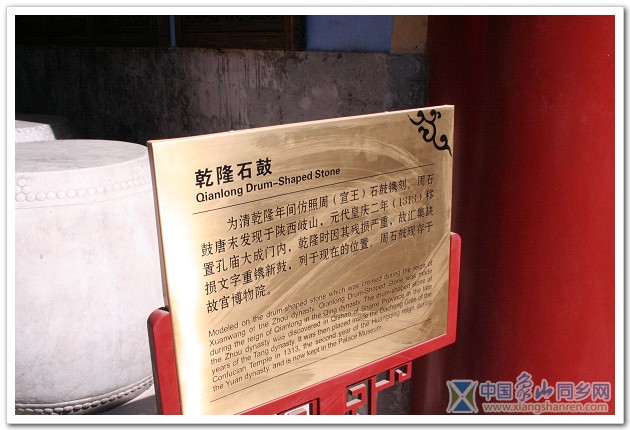 乾隆石鼓
Qianlong Drum-Shaped Stone
为清乾隆年间仿照周（宣王）石鼓镌刻。周石
鼓唐末发现于陕西岐山，元代皇庆二年（1313）移
置孔庙大成门内，乾隆时因其残损严重、故汇集缺
损文字重镌新鼓，列于现在的位置。周石鼓现存于
故宫博物院。
Modeled on the drum-shaped stone which was created during the reign of
Xuanwang of the Zhou dynasty, Qianlong Drum-Shaped Stone was made
during the reign of Qianlong in the Qing dynasty. The drum-shaped stone of
the Zhou dynasty was discovered in Qishan of Shanxi Province in the late
years of the Tang dynasty. It was then placed inside the Dacheng Gate of the
Confucian Temple in 1313, the second year of the Huangqing reign during
the Yuan dynasty, and is now kept in the Palace Museum.
中国象山同乡网
www.xiangshanren.com